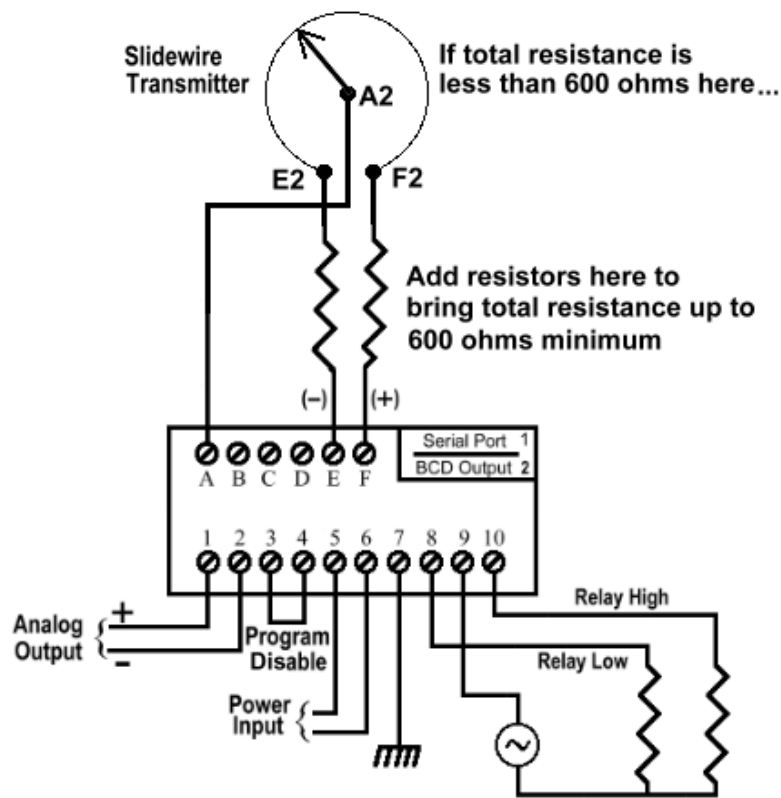 Slidewire
Transmitter
If total resistance is
less than 600 ohms here...
A2
E2
F2
Add resistors here to
bring total resistance up to
600 ohms minimum
(-)
(+)
Serial Port 1
BCD Output 2
A B C D E F
1 2 3 4 5 6 7 8 9 10
Relay High
Analog
Output
+
-
Program
Disable
Relay Low
Power
Input